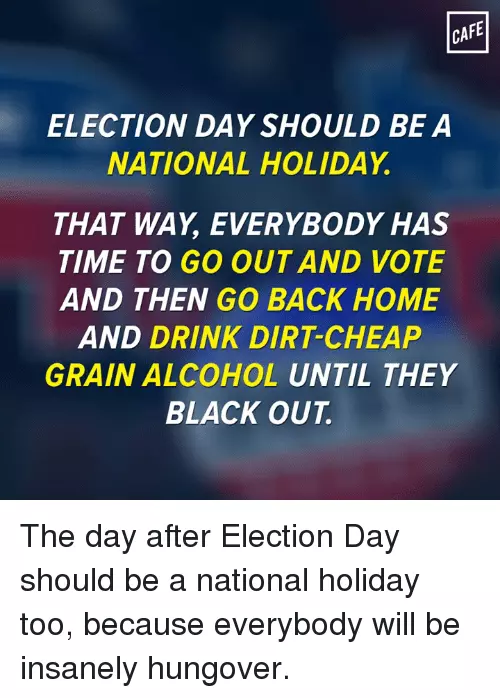 CAFE
ELECTION DAY SHOULD BE A
NATIONAL HOLIDAY.
THAT WAY, EVERYBODY HAS
TIME TO GO OUT AND VOTE
AND THEN GO BACK HOME
AND DRINK DIRT-CHEAP
GRAIN ALCOHOL UNTIL THEY
BLACK OUT.
The day after Election Day
should be a national holiday
too, because everybody will be
insanely hungover.